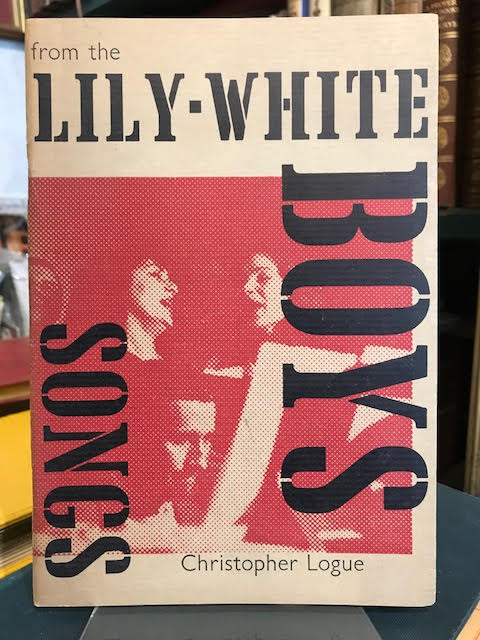 from the
LILY-WHITE
BOYS
SONGS
Christopher Logue